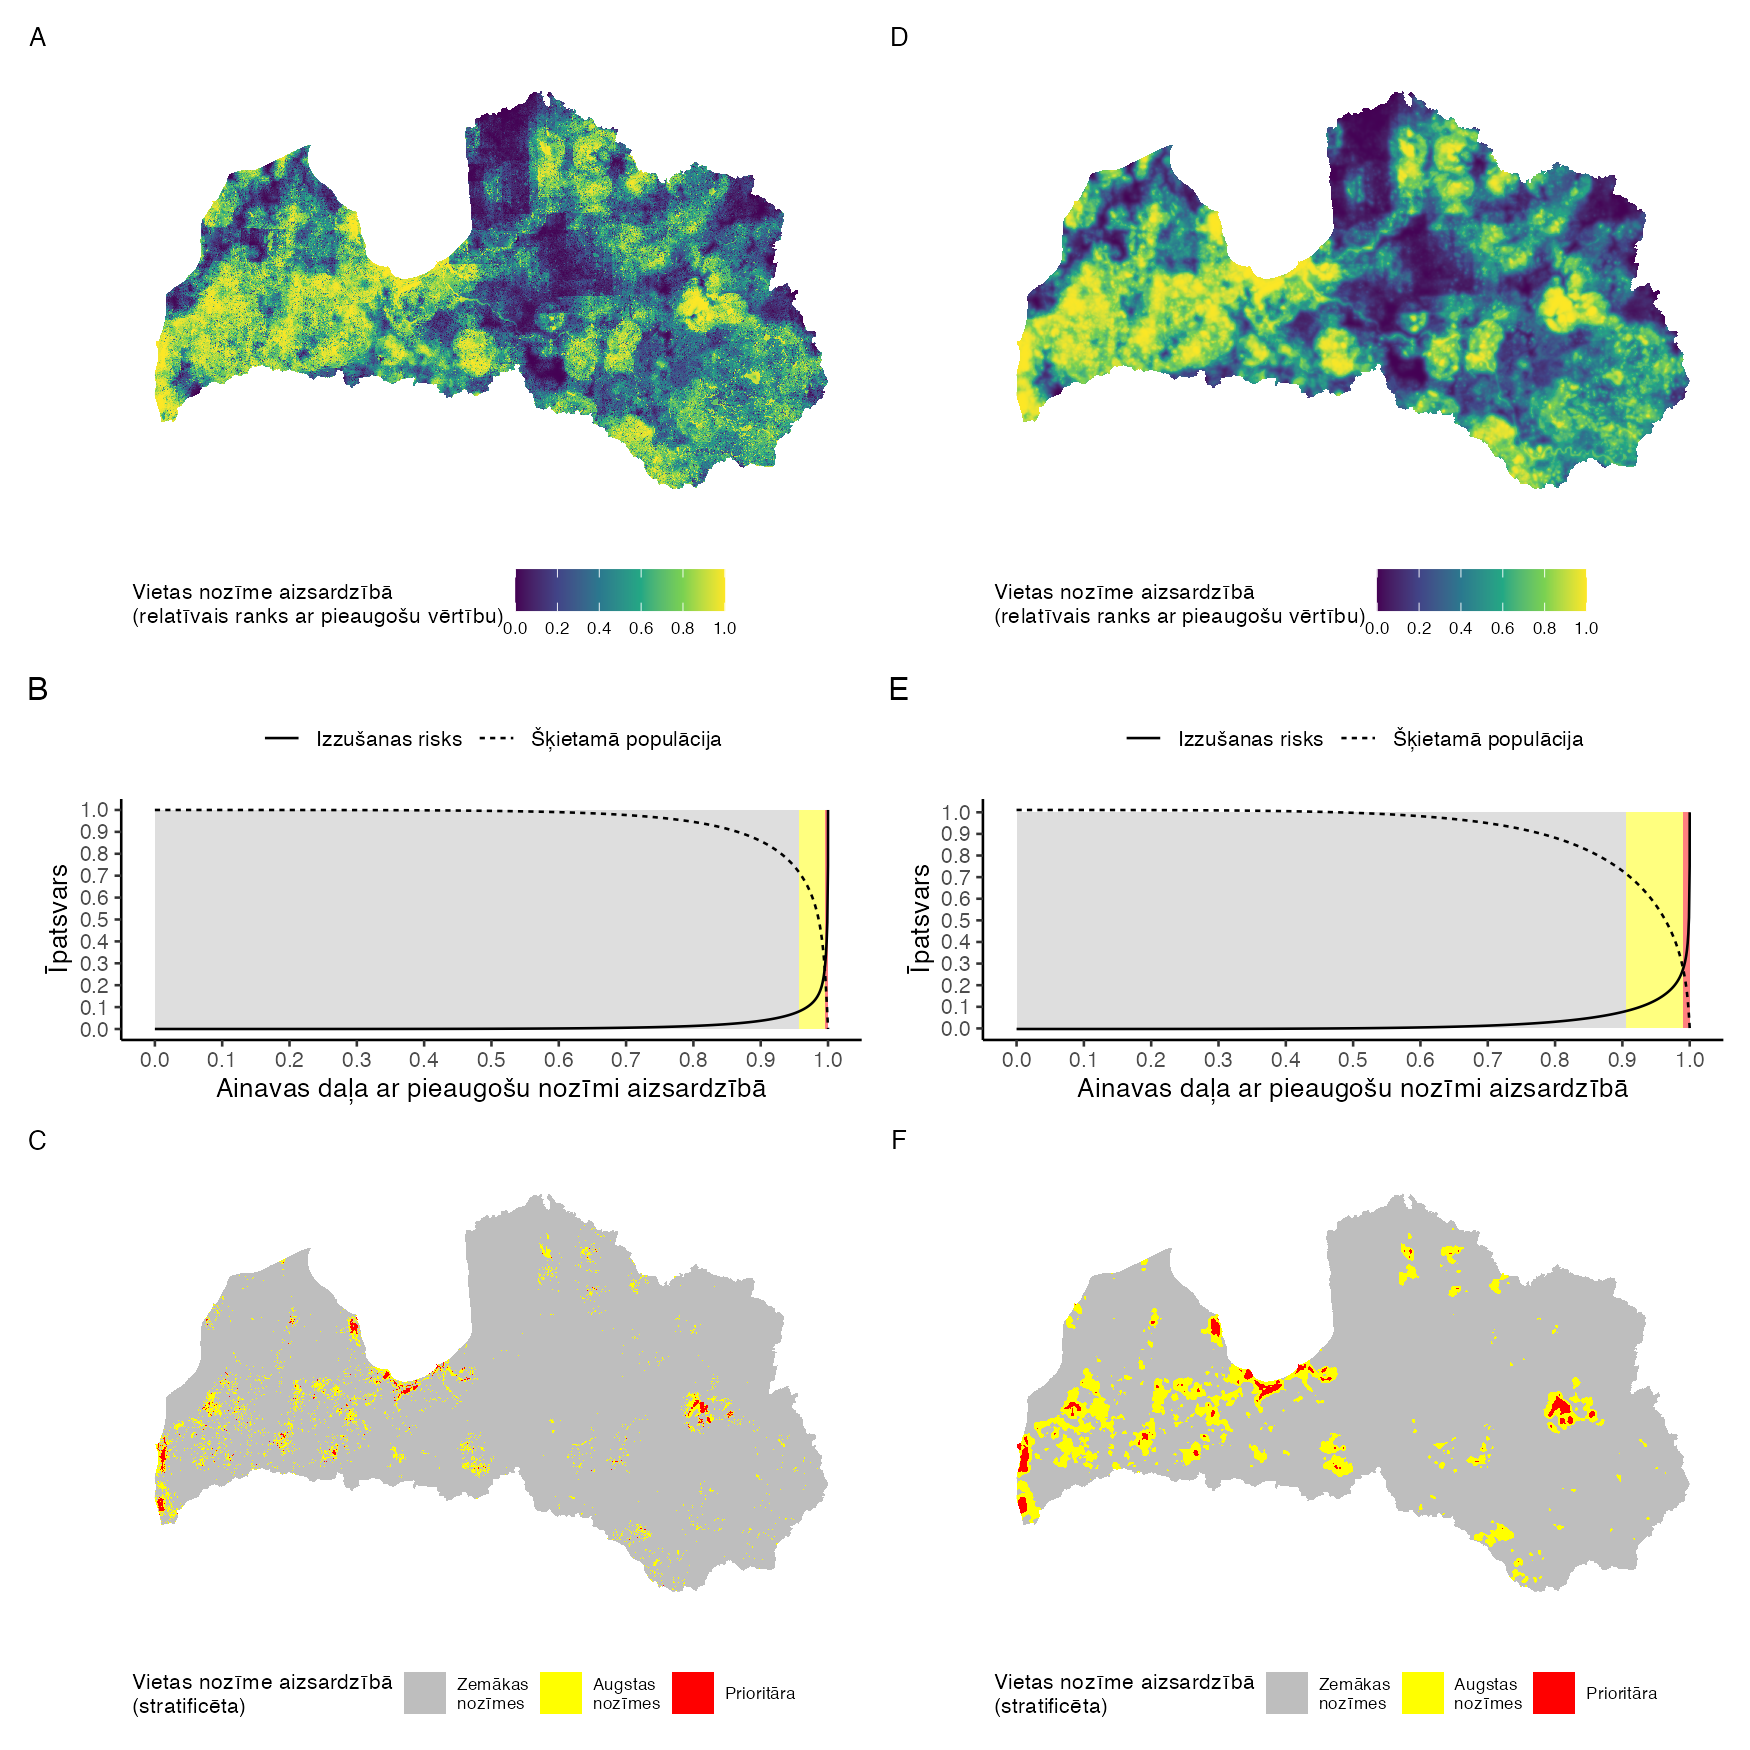 A
Vietas nozīme aizsardzībā
(relatīvais ranks ar pieaugošu vērtību)
0.0 0.2 0.4 0.6 0.8 1.0
D
Vietas nozīme aizsardzībā
(relatīvais ranks ar pieaugošu vērtību)
0.0 0.2 0.4 0.6 0.8 1.0
B
Izzušanas risks Šķietamā populācija
Īpatsvars
1.0
0.9
0.8
0.7
0.6
0.5
0.4
0.3
0.2
0.1
0.0
0.0 0.1 0.2 0.3 0.4 0.5 0.6 0.7 0.8 0.9 1.0
Ainavas daļa ar pieaugošu nozīmi aizsardzībā
E
Izzušanas risks Šķietamā populācija
Īpatsvars
1.0
0.9
0.8
0.7
0.6
0.5
0.4
0.3
0.2
0.1
0.0
0.0 0.1 0.2 0.3 0.4 0.5 0.6 0.7 0.8 0.9 1.0
Ainavas daļa ar pieaugošu nozīmi aizsardzībā
C
Vietas nozīme aizsardzībā
(stratificēta)
Zemākas
nozīmes
Augstas
nozīmes
Prioritāra
F
Vietas nozīme aizsardzībā
(stratificēta)
Zemākas
nozīmes
Augstas
nozīmes
Prioritāra